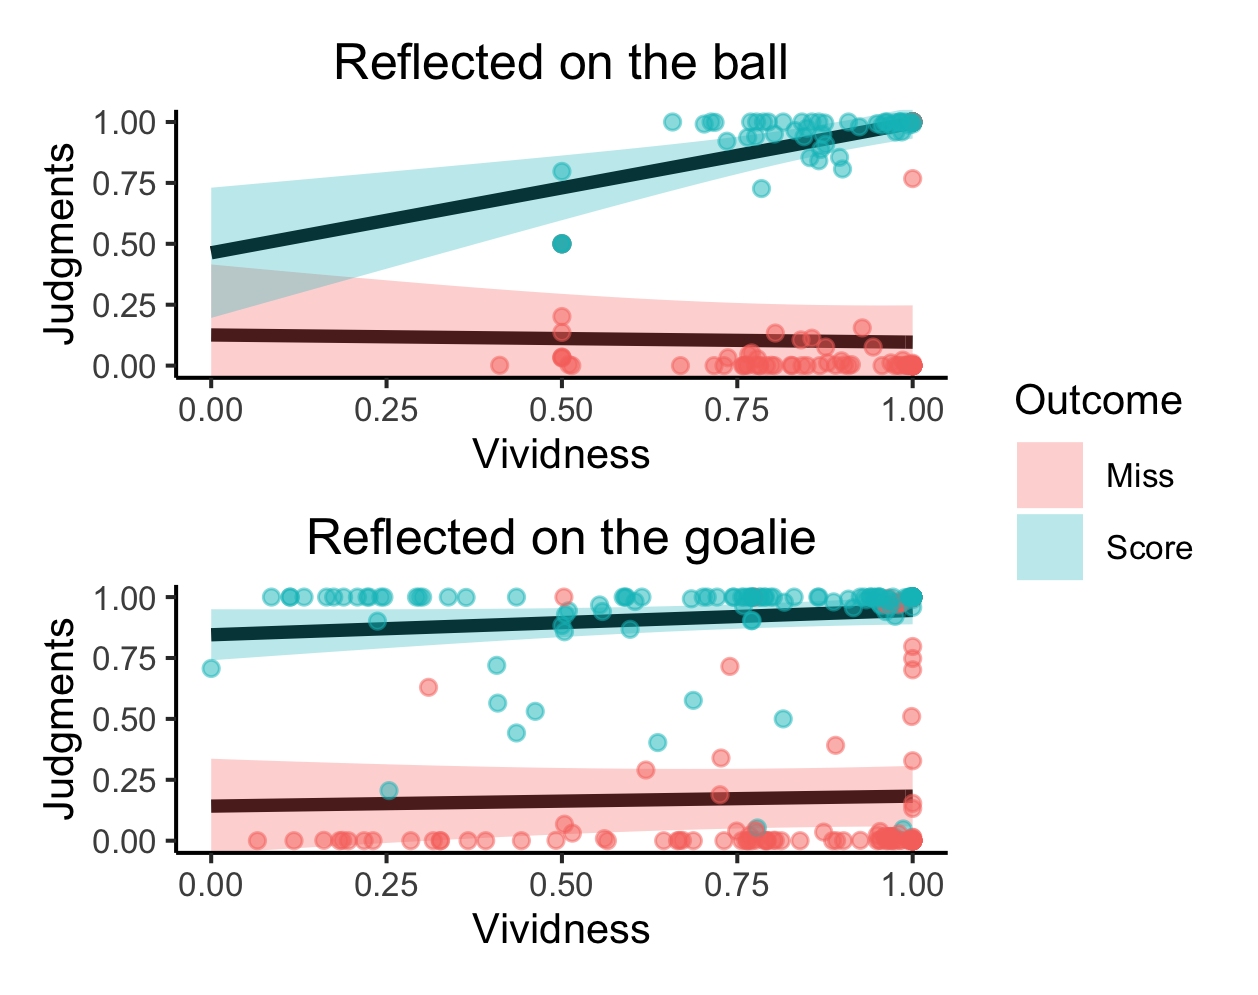 Reflected on the ball
1.00
0.75
0.50
0.25
0.00
Judgments
0.00 0.25 0.50 0.75 1.00
Vividness
Reflected on the goalie
1.00
0.75
0.50
0.25
0.00
Judgments
0.00 0.25 0.50 0.75 1.00
Vividness
Outcome
Miss
Score